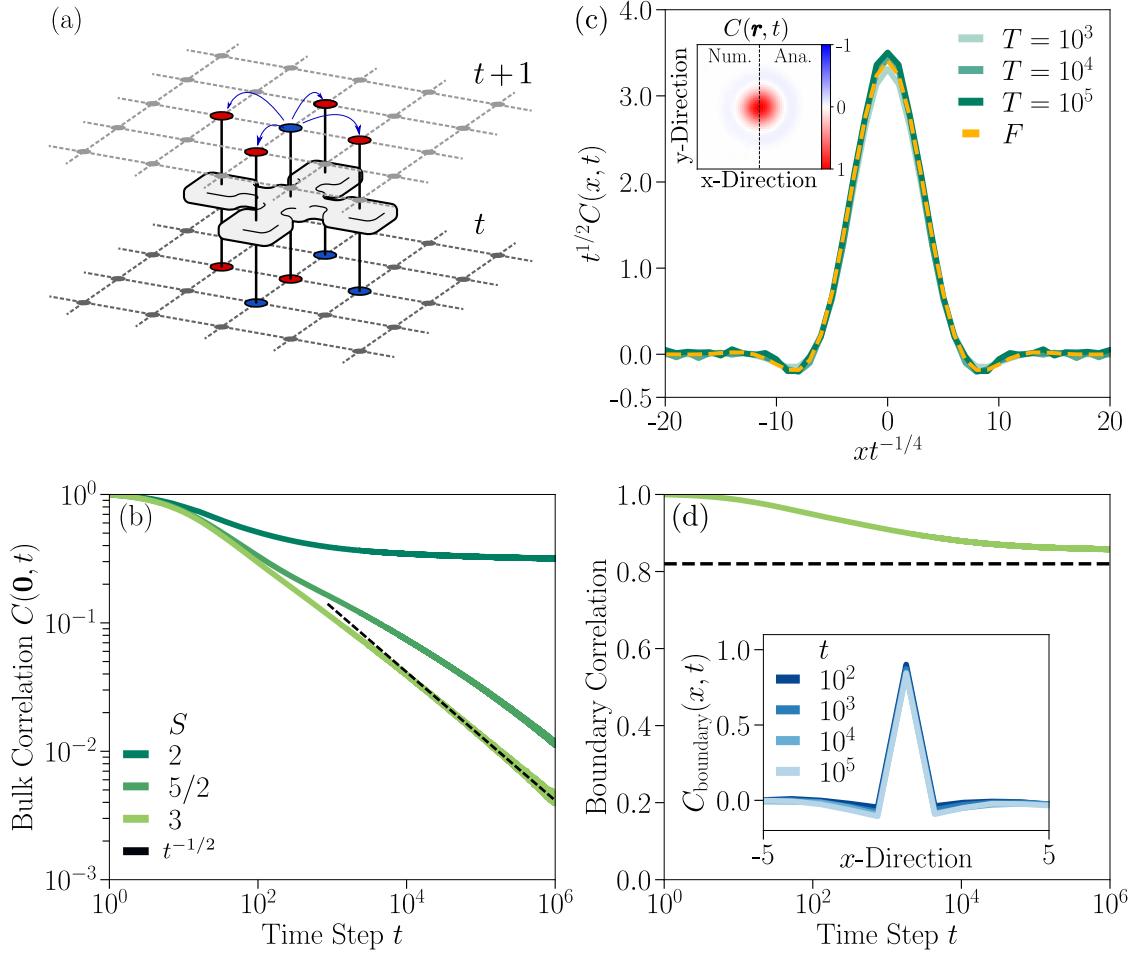 (a)
t+1
t
(c)
4.0
3.0
2.0
1.0
0.0
-0.5
-20
-10
0
10
20
t^{1/2}C(x, t)
xt^{-1/4}
C(r, t)
Num.
Ana.
y-Direction
x-Direction
-1
0
1
T = 10^3
T = 10^4
T = 10^5
F
(b)
10^0
10^{-1}
10^{-2}
10^{-3}
10^0
10^2
10^4
10^6
Bulk Correlation C(0, t)
Time Step t
S
2
5/2
3
t^{-1/2}
(d)
1.0
0.8
0.6
0.4
0.2
0.0
10^0
10^2
10^4
10^6
Boundary Correlation
Time Step t
C_{boundary}(x, t)
1.0
0.5
0.0
-5
x-Direction
5
t
10^2
10^3
10^4
10^5